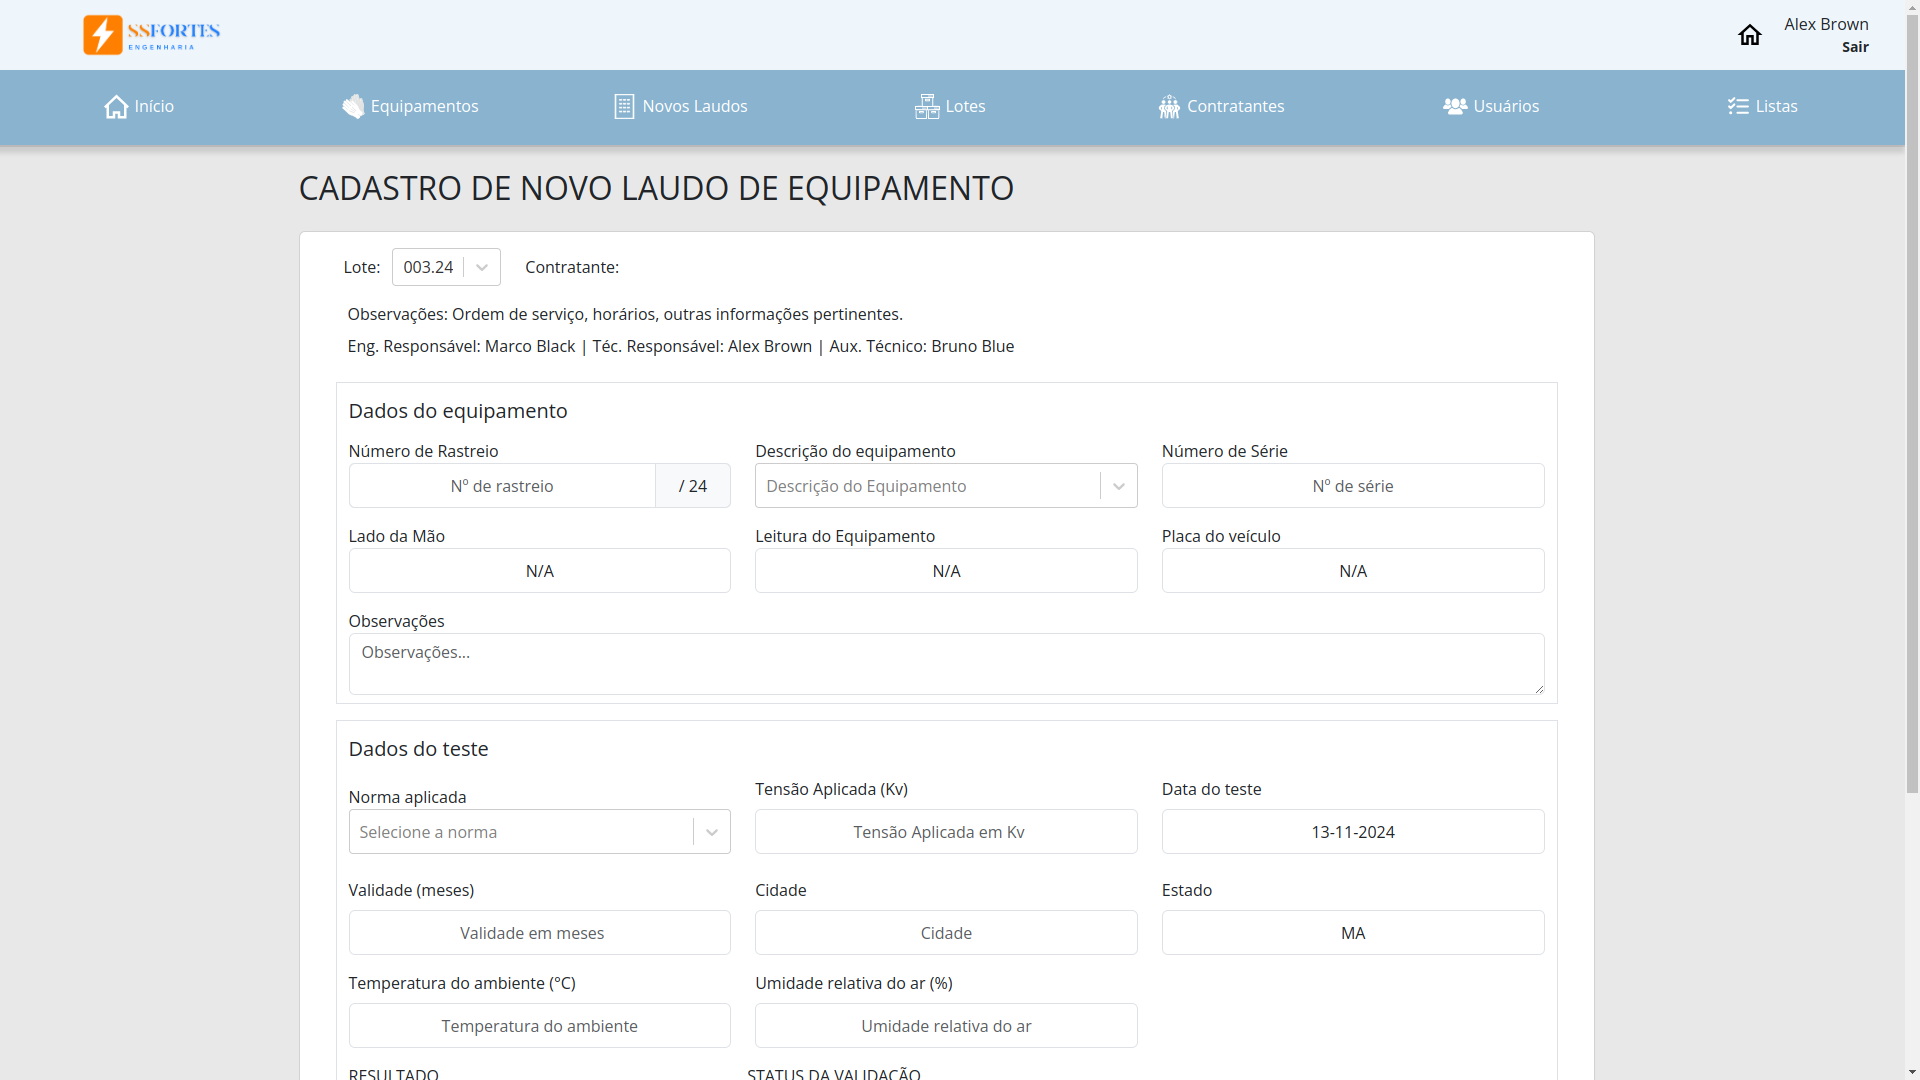 SSFORTES
ENGENHARIA
Alex Brown
Sair
Início
Equipamentos
Novos Laudos
Lotes
Contratantes
Usuários
Listas
CADASTRO DE NOVO LAUDO DE EQUIPAMENTO
Lote: 003.24 Contratante:
Observações: Ordem de serviço, horários, outras informações pertinentes.
Eng. Responsável: Marco Black | Téc. Responsável: Alex Brown | Aux. Técnico: Bruno Blue
Dados do equipamento
Número de Rastreio Descrição do equipamento Número de Série
Nº de rastreio / 24 Descrição do Equipamento Nº de série
Lado da Mão Leitura do Equipamento Placa do veículo
N/A N/A N/A
Observações
Observações...
Dados do teste
Norma aplicada Tensão Aplicada (Kv) Data do teste
Selecione a norma Tensão Aplicada em Kv 13-11-2024
Validade (meses) Cidade Estado
Validade em meses Cidade MA
Temperatura do ambiente (°C) Umidade relativa do ar (%)
Temperatura do ambiente Umidade relativa do ar
RESULTADO STATUS DA VALIDAÇÃO